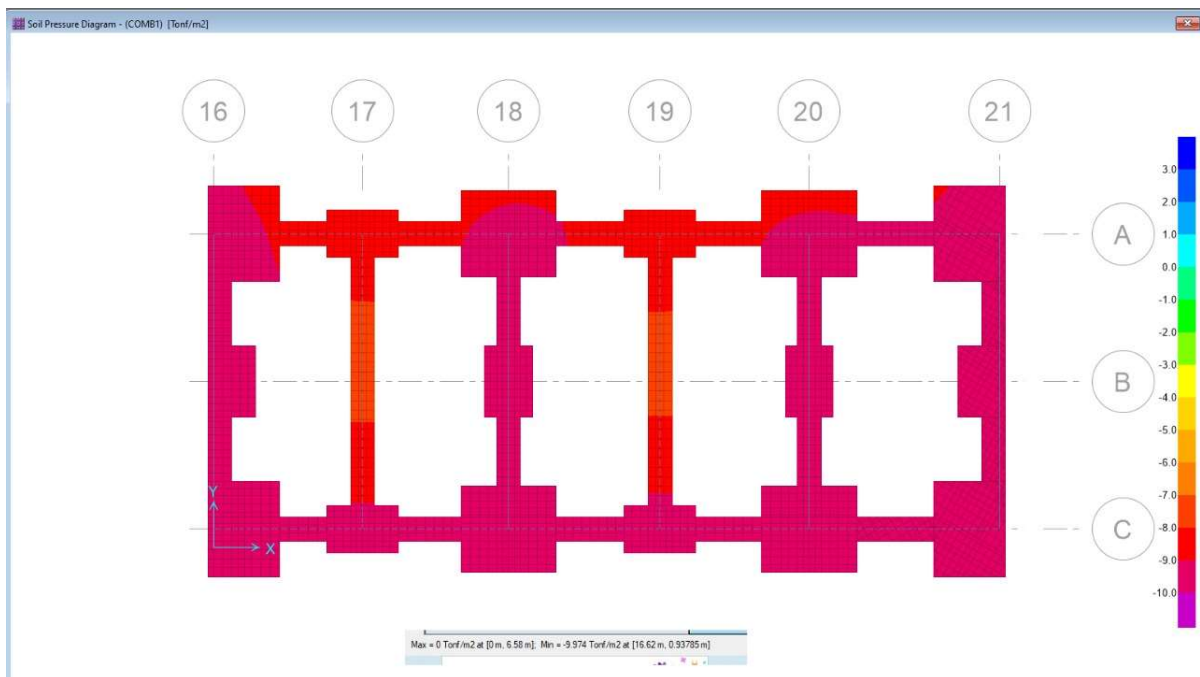 Soil Pressure Diagram - (COMB1) [Tonf/m2]
16 17 18 19 20 21
3.0
2.0
1.0
0.0
-1.0
-2.0
-3.0
-4.0
-5.0
-6.0
-7.0
-8.0
-9.0
-10.0
A
B
C
Y
X
Max = 0 Tonf/m2 at [0 m, 6.58 m]; Min = -9.974 Tonf/m2 at [16.62 m, 0.93785 m]